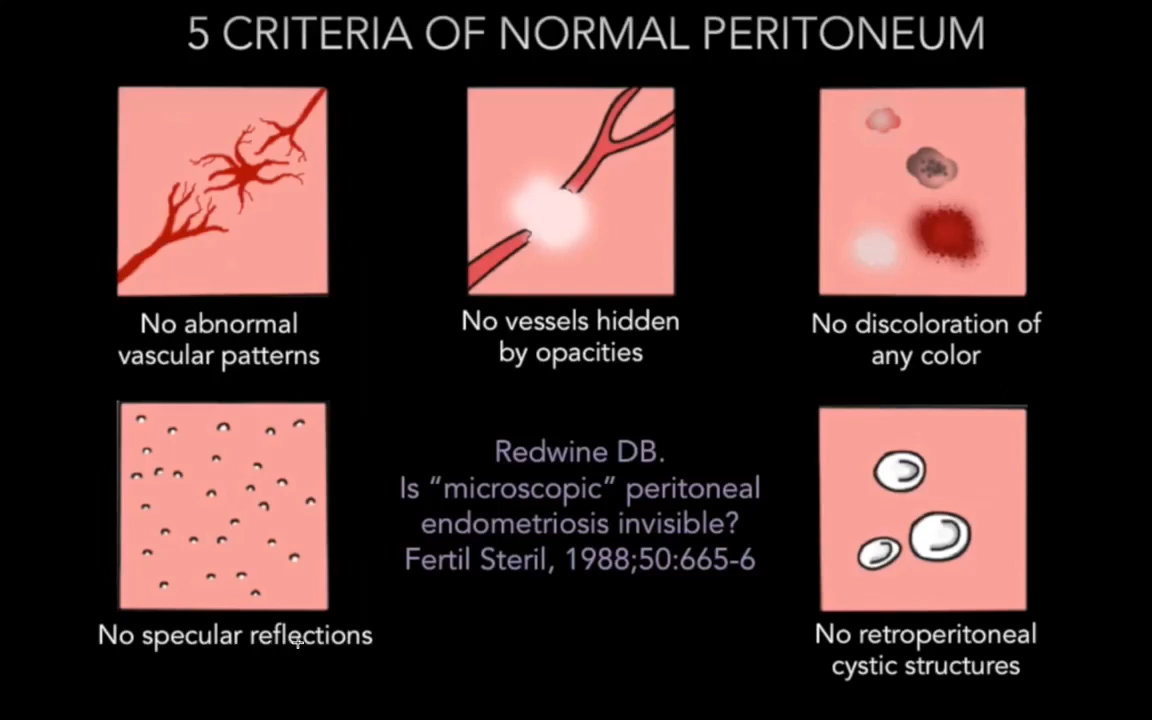 5 CRITERIA OF NORMAL PERITONEUM
No abnormal
vascular patterns
No vessels hidden
by opacities
No discoloration of
any color
No specular reflections
Redwine DB.
Is “microscopic” peritoneal
endometriosis invisible?
Fertil Steril, 1988;50:665-6
No retroperitoneal
cystic structures